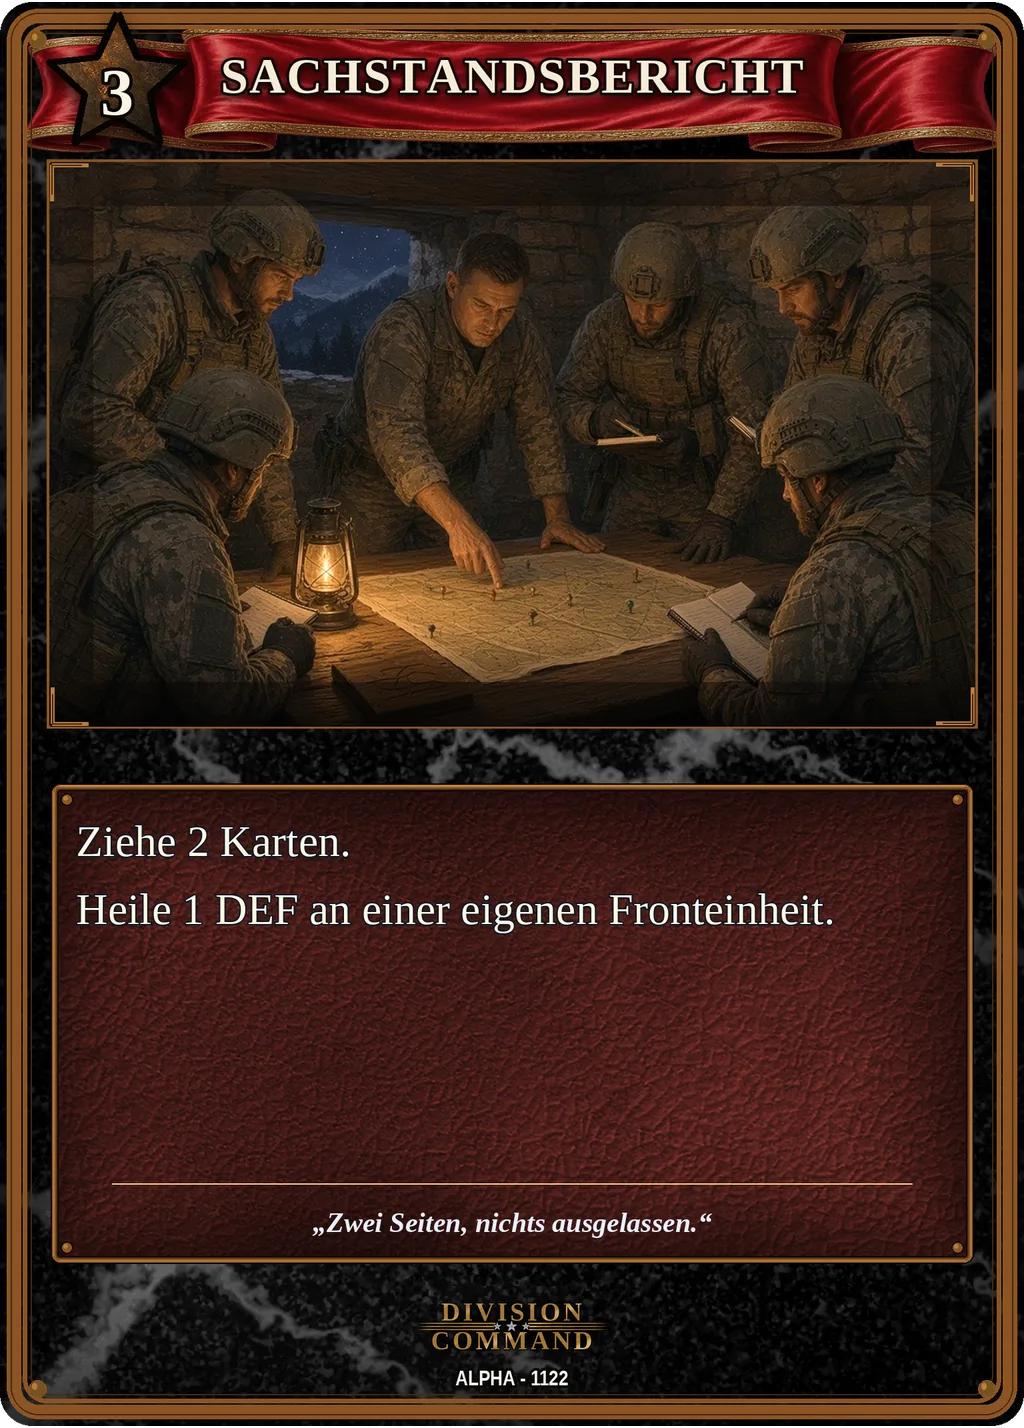 3
SACHSTANDSBERICHT
Ziehe 2 Karten.
Heile 1 DEF an einer eigenen Fronteinheit.
„Zwei Seiten, nichts ausgelassen.“
DIVISION
COMMAND
ALPHA - 1122